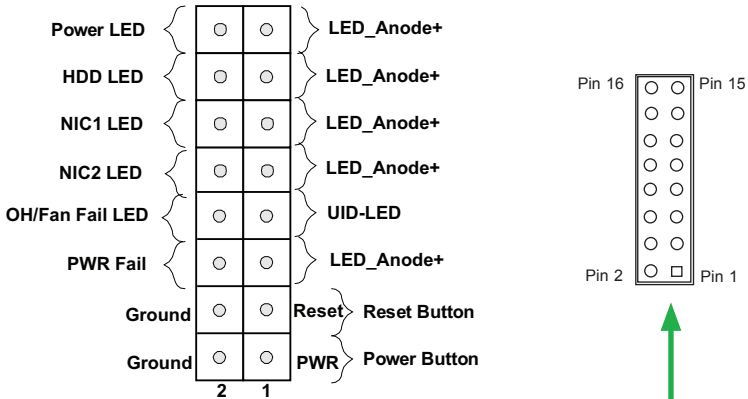 Power LED LED_Anode+
HDD LED LED_Anode+
NIC1 LED LED_Anode+
NIC2 LED LED_Anode+
OH/Fan Fail LED UID-LED
PWR Fail LED_Anode+
Ground Reset Reset Button
Ground PWR Power Button
2 1
Pin 16 Pin 15
Pin 2 Pin 1